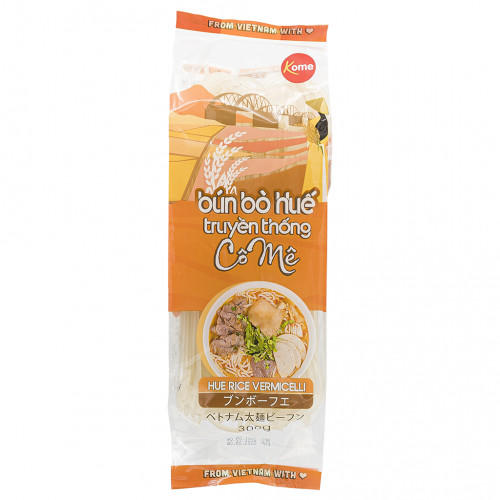 FROM VIETNAM WITH
Kome
bún bò Huế
truyền thống
Cô Mê
HUE RICE VERMICELLI
ブンボーフエ
ベトナム太麺ビーフン
300g
FROM VIETNAM WITH